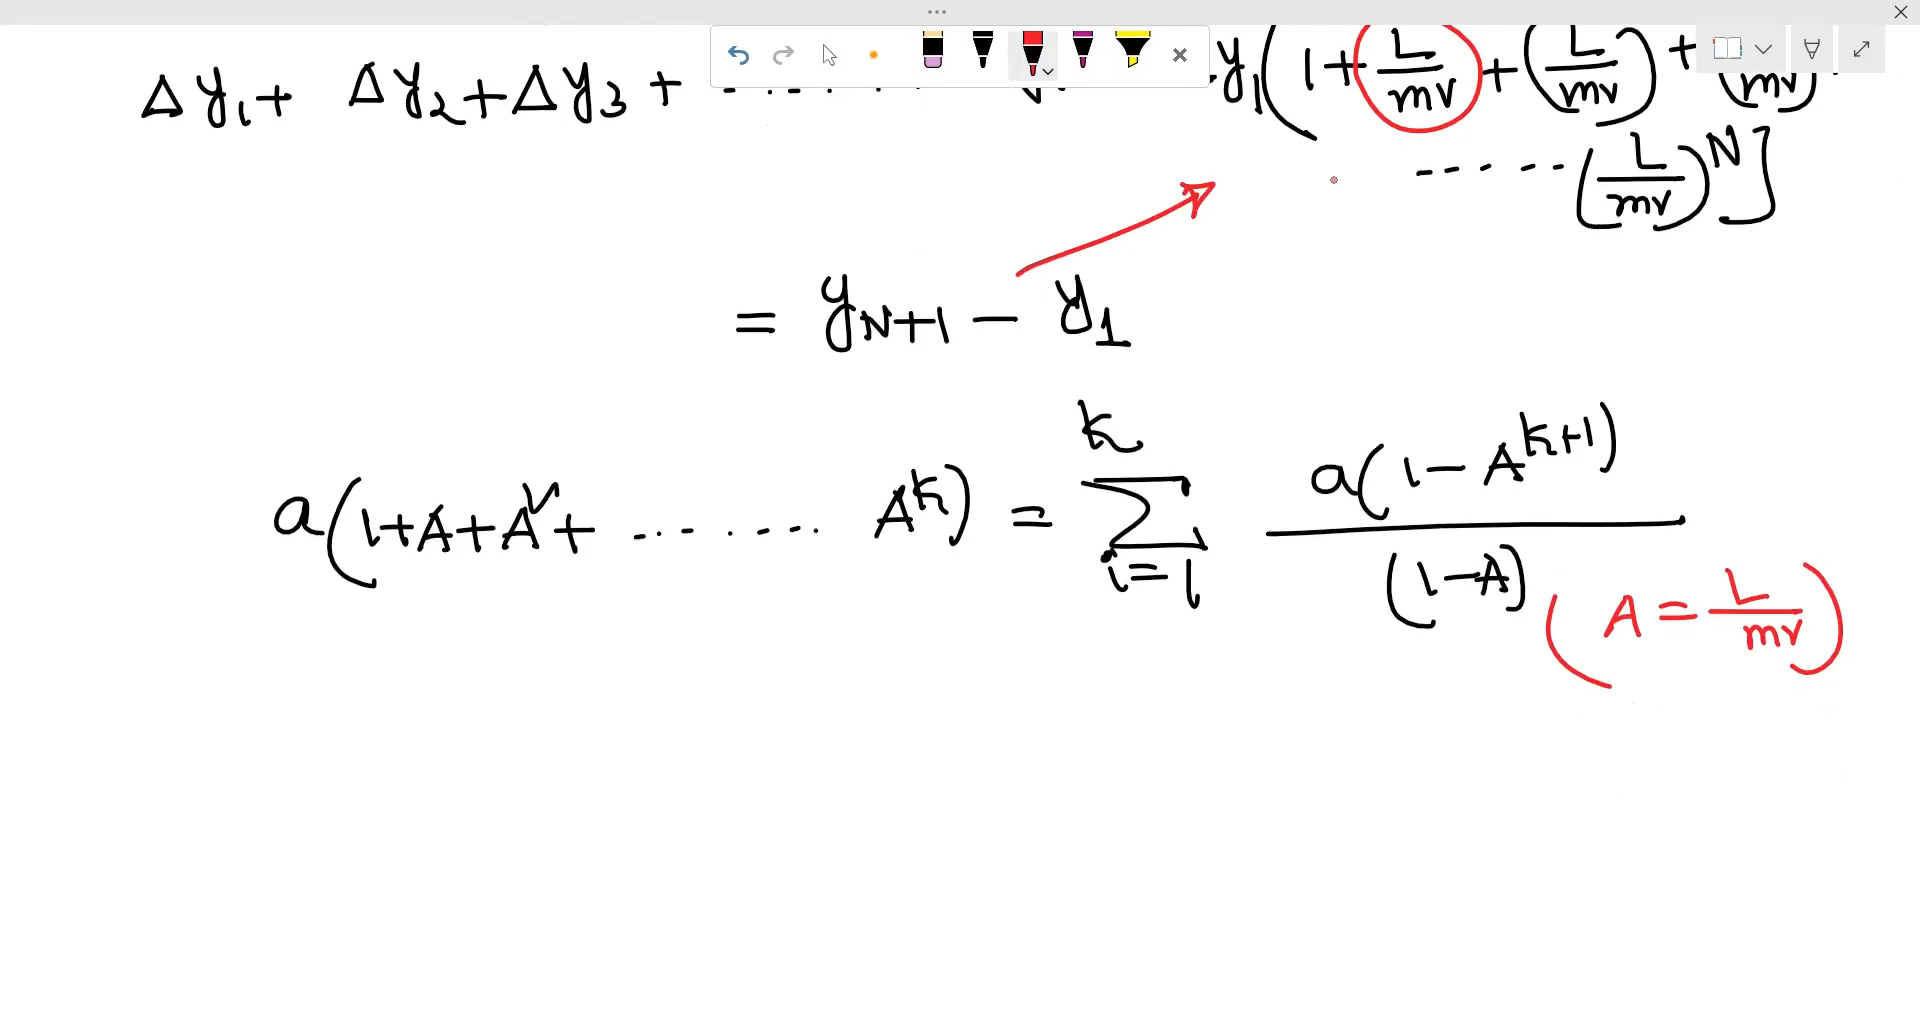 Δy₁ + Δy₂ + Δy₃ + ...... y₁(1 + L/mV + (L/mV) + (L/mV)
------ (L/mV)^N]
= y_{N+1} − y₁
a(1+A+A²+ ........ A^k) = Σ_{i=1}^{k} a(1−A^{k+1}) / (1−A)
(A = L/mV)